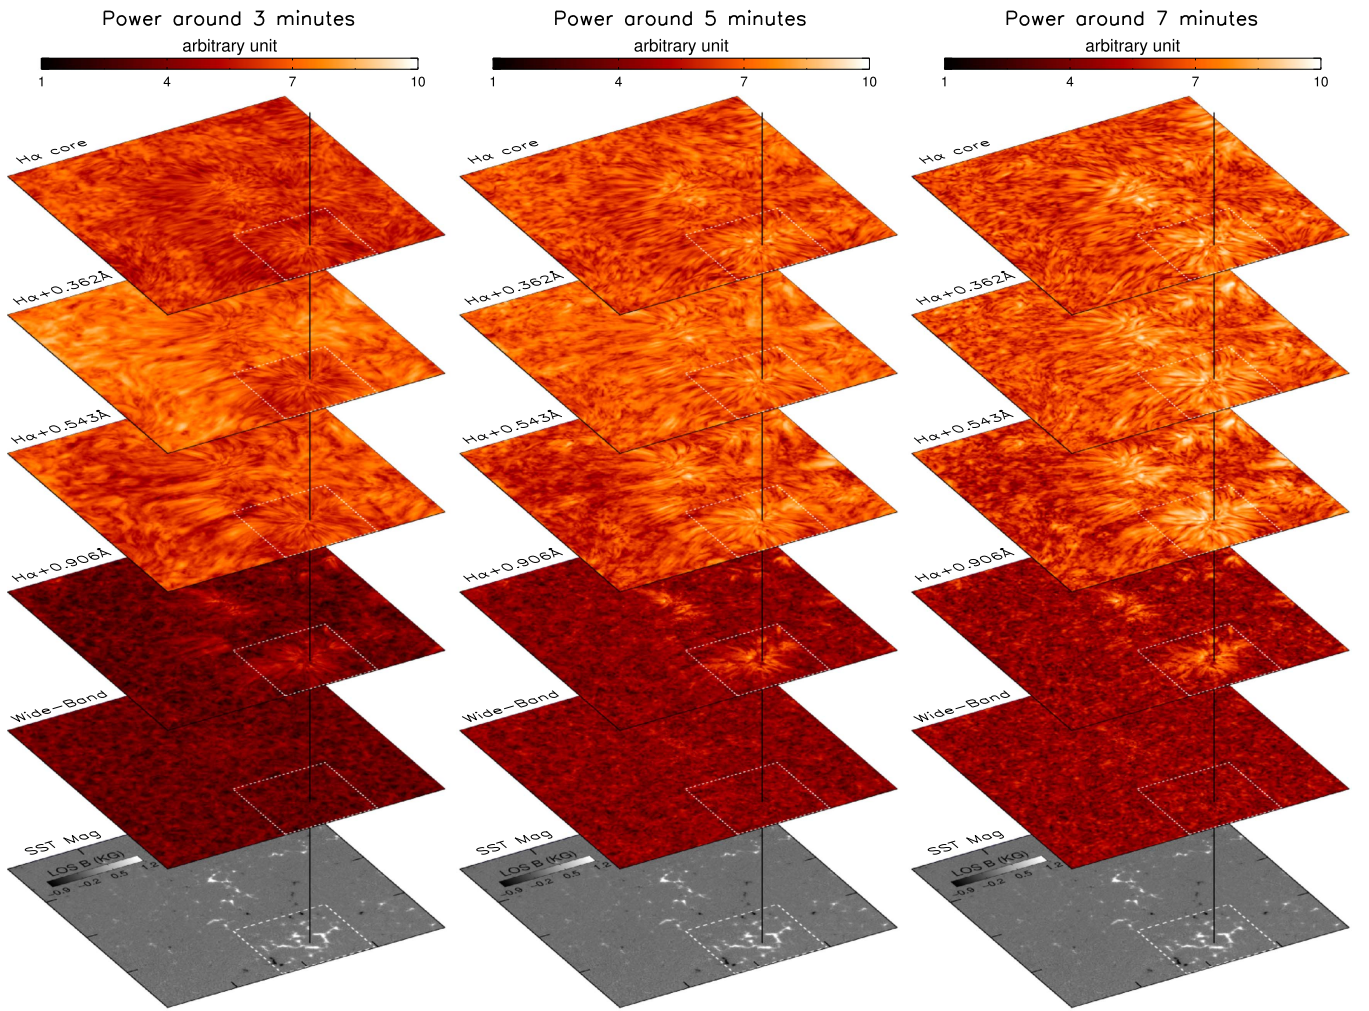 Power around 3 minutes
arbitrary unit
1 4 7 10
Hα core
Hα+0.362Å
Hα+0.543Å
Hα+0.906Å
Wide-Band
SST Mag
LOS B (KG)
-0.9 -0.2 0.5 1.2
Power around 5 minutes
arbitrary unit
1 4 7 10
Hα core
Hα+0.362Å
Hα+0.543Å
Hα+0.906Å
Wide-Band
SST Mag
LOS B (KG)
-0.9 -0.2 0.5 1.2
Power around 7 minutes
arbitrary unit
1 4 7 10
Hα core
Hα+0.362Å
Hα+0.543Å
Hα+0.906Å
Wide-Band
SST Mag
LOS B (KG)
-0.9 -0.2 0.5 1.2